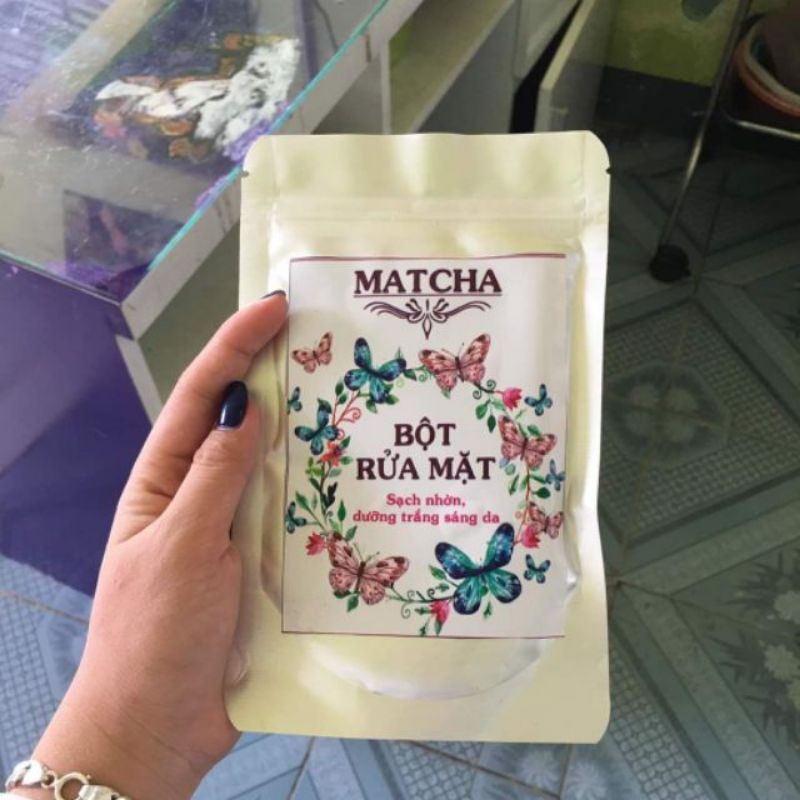 MATCHA
BỘT
RỬA MẶT
Sạch nhờn,
dưỡng trắng sáng da